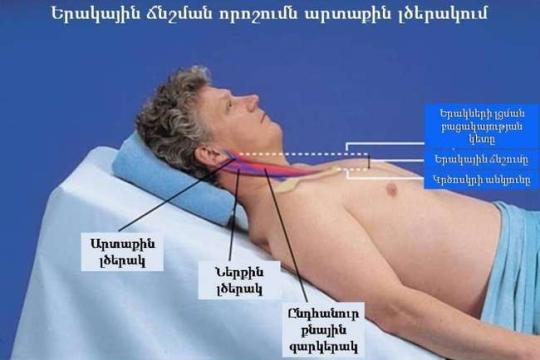 Երակային ճնշման որոշումն արտաքին լծերակում
Երակների լցման
բացակայության
կետը
Երակային ճնշումը
Կրծոսկրի անկյունը
Արտաքին
լծերակ
Ներքին
լծերակ
Ընդհանուր
քնային
զարկերակ